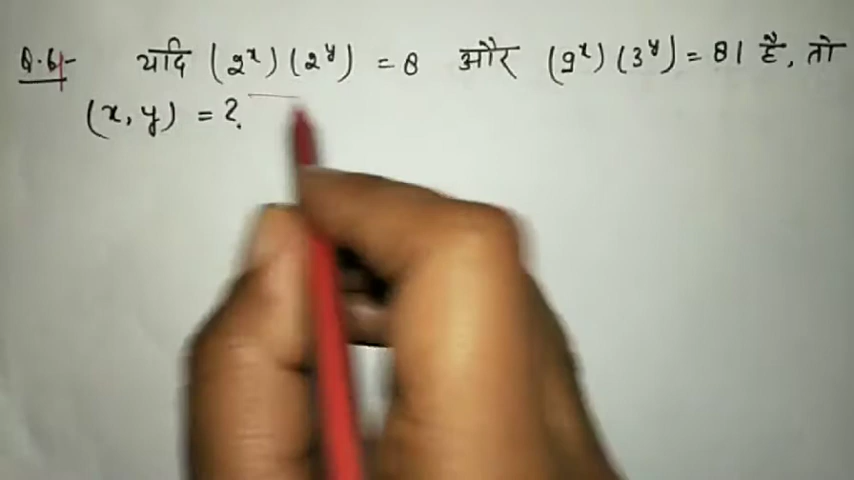 Q.6- यदि (2ˣ)(2ʸ) = 8 और (9ˣ)(3ʸ) = 81 है, तो
(x, y) = ?